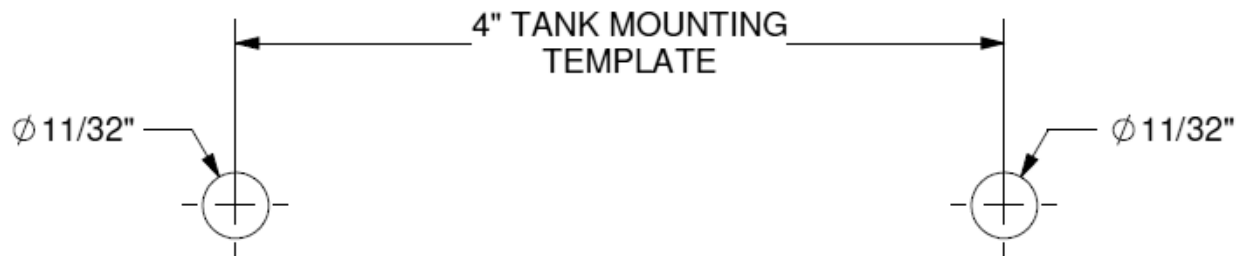 4" TANK MOUNTING
TEMPLATE
∅11/32"
∅11/32"